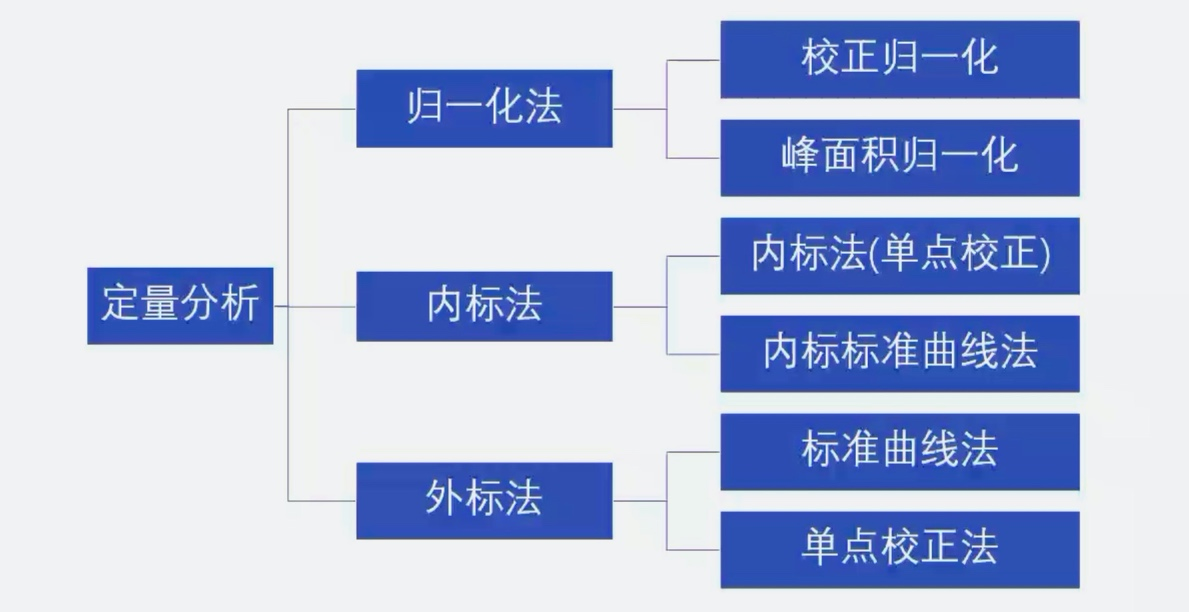 定量分析
归一化法
校正归一化
峰面积归一化
内标法
内标法(单点校正)
内标标准曲线法
外标法
标准曲线法
单点校正法